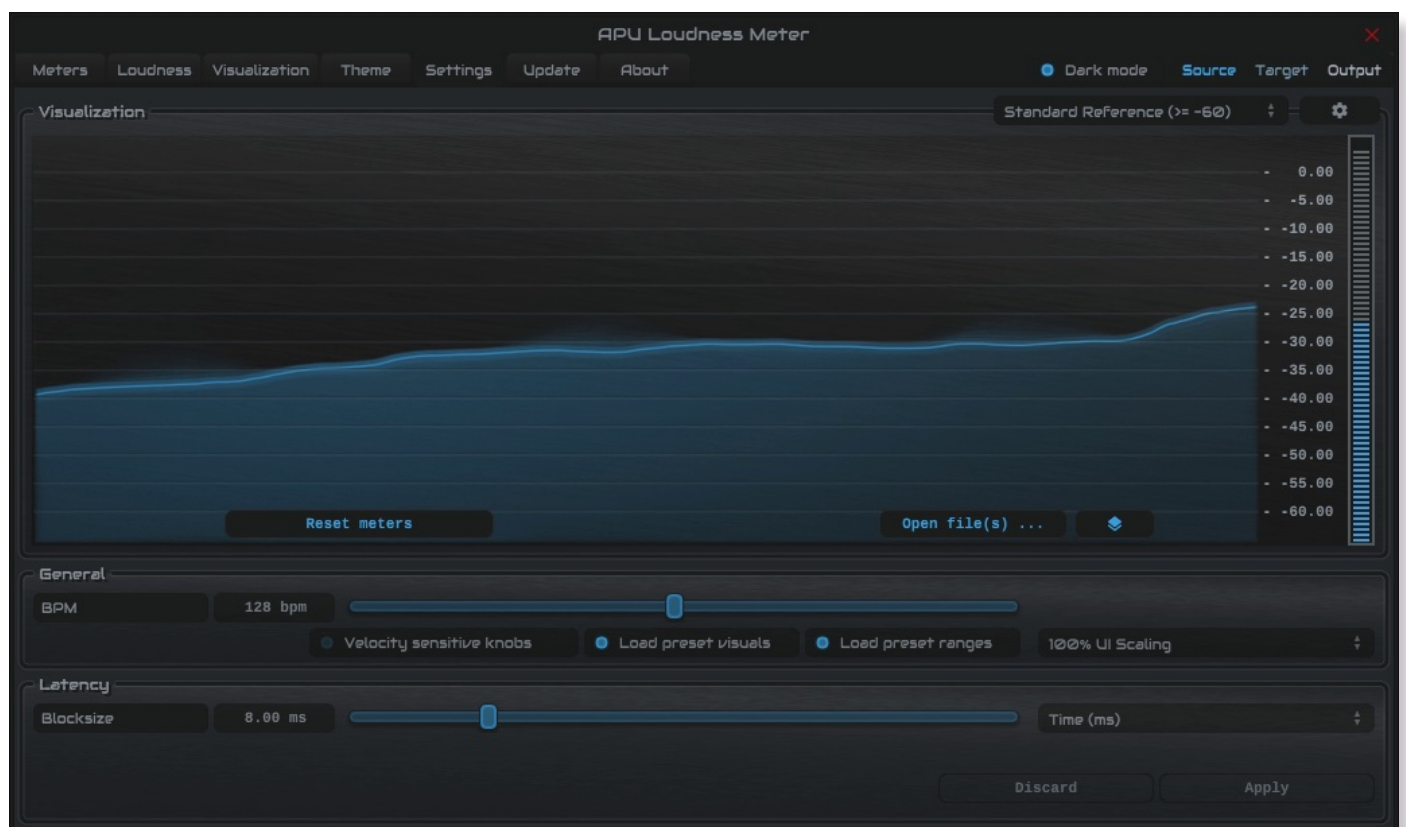 APU Loudness Meter
Meters Loudness Visualization Theme Settings Update About Dark mode Source Target Output
Visualization Standard Reference (>= -60)
- 0.00
- -5.00
- -10.00
- -15.00
- -20.00
- -25.00
- -30.00
- -35.00
- -40.00
- -45.00
- -50.00
- -55.00
- -60.00
Reset meters Open file(s) ...
General
BPM 128 bpm
Velocity sensitive knobs Load preset visuals Load preset ranges 100% UI Scaling
Latency
Blocksize 8.00 ms Time (ms)
Discard Apply